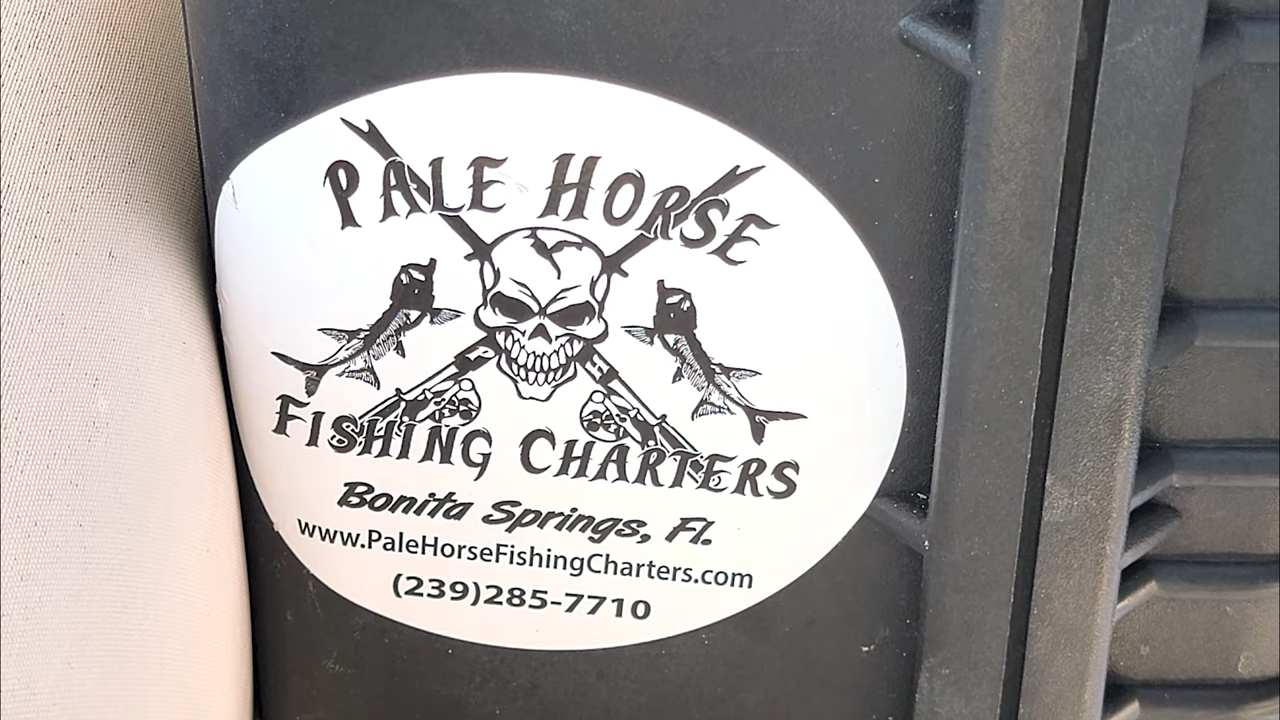 PALE HORSE
FISHING CHARTERS
Bonita Springs, Fl.
www.PaleHorseFishingCharters.com
(239)285-7710